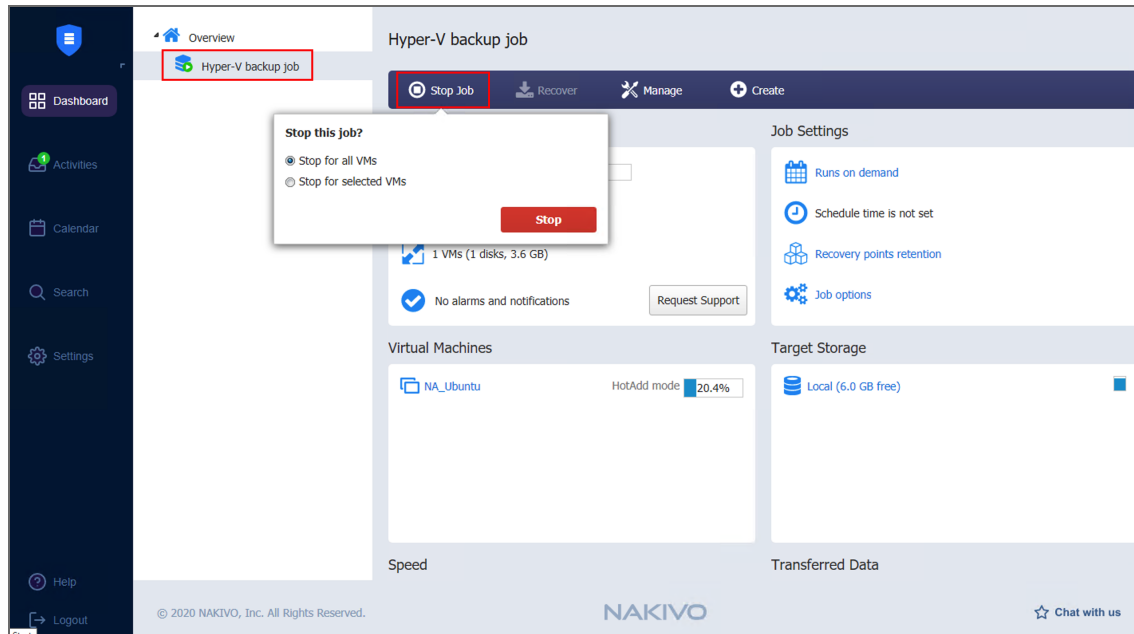 Overview
Hyper-V backup job
Hyper-V backup job
Dashboard
Stop Job
Recover
Manage
Create
Stop this job?
Stop for all VMs
Stop for selected VMs
Stop
Job Settings
1
Activities
Runs on demand
Schedule time is not set
Calendar
1 VMs (1 disks, 3.6 GB)
Recovery points retention
Search
No alarms and notifications
Request Support
Job options
Virtual Machines
Target Storage
Settings
NA_Ubuntu
HotAdd mode
20.4%
Local (6.0 GB free)
Speed
Transferred Data
Help
Logout
© 2020 NAKIVO, Inc. All Rights Reserved.
NAKIVO
Chat with us